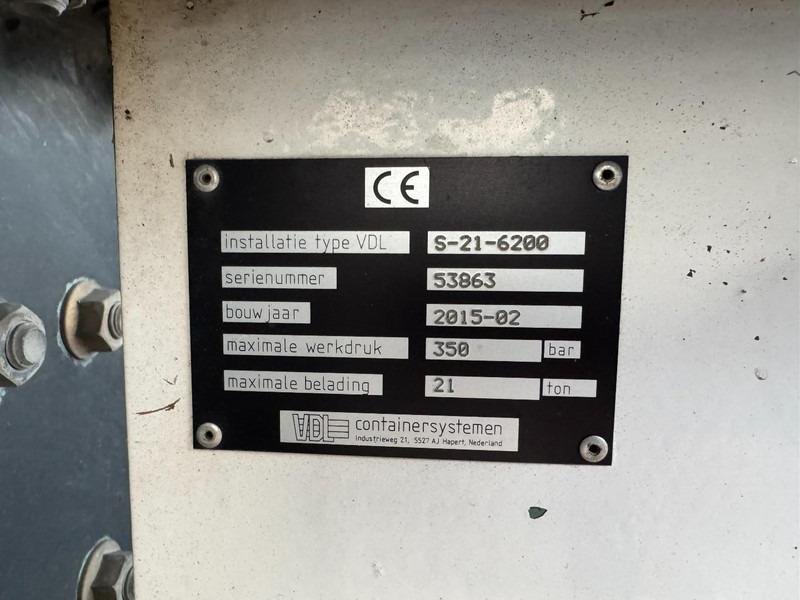 CE
installatie type VDL S-21-6200
serienummer 53863
bouwjaar 2015-02
maximale werkdruk 350 bar
maximale belading 21 ton
VDL containersystemen
Industrieweg 21, 5527 AJ Hapert, Nederland